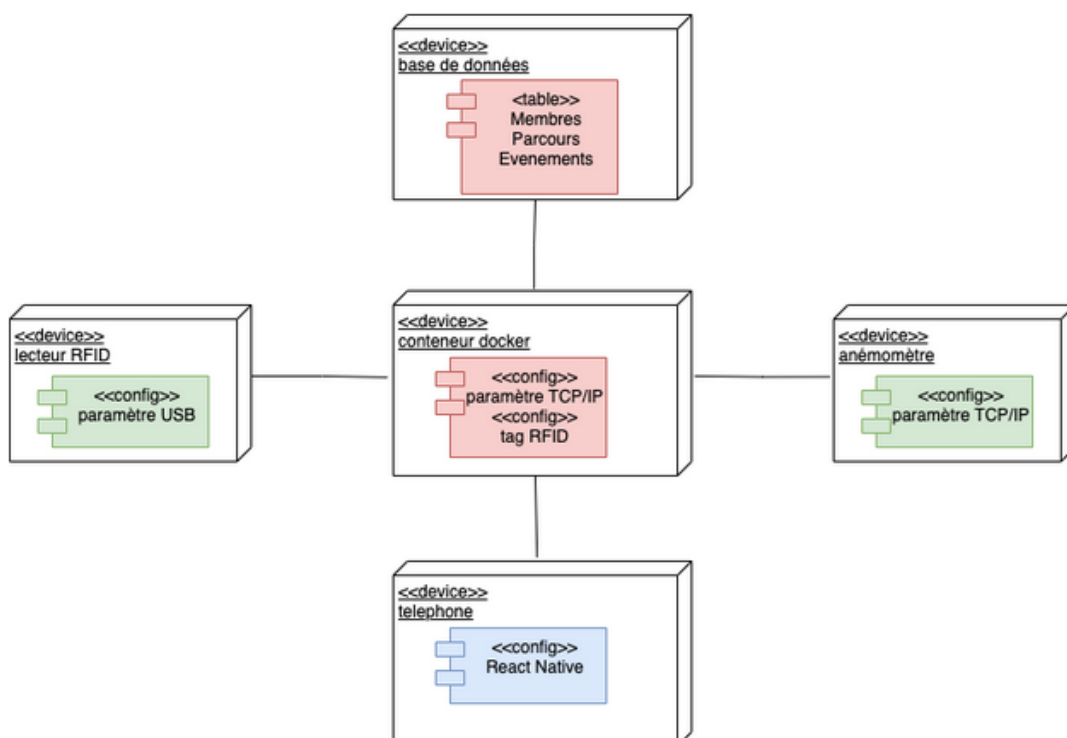 <<device>>
base de données
<table>>
Membres
Parcours
Evenements
<<device>>
lecteur RFID
<<config>>
paramètre USB
<<device>>
conteneur docker
<<config>>
paramètre TCP/IP
<<config>>
tag RFID
<<device>>
anémomètre
<<config>>
paramètre TCP/IP
<<device>>
telephone
<<config>>
React Native